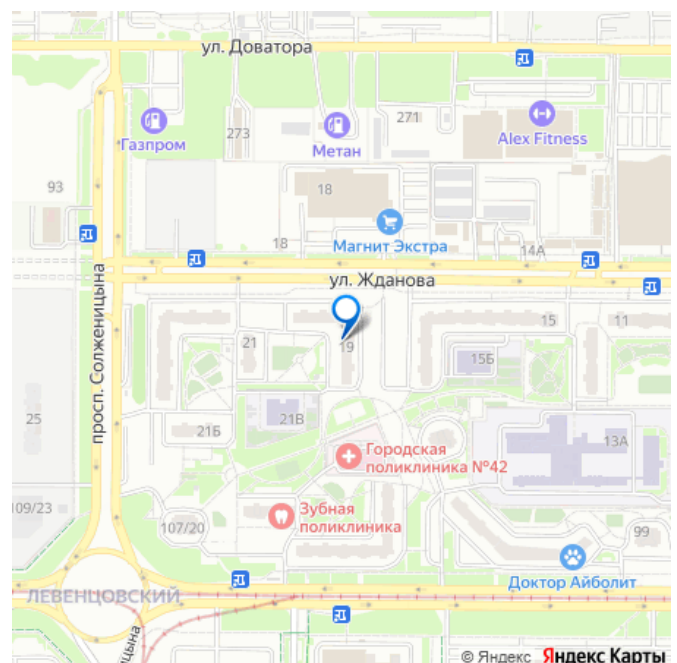 ул. Доватора
Газпром
273
Метан
271
Alex Fitness
93
18
Магнит Экстра
18
14А
ул. Жданова
просп. Солженицына
19
21
15
11
15Б
25
21Б
21В
13А
Городская
поликлиника №42
109/23
Зубная
поликлиника
107/20
99
Доктор Айболит
ЛЕВЕНЦОВСКИЙ
© Яндекс Яндекс Карты